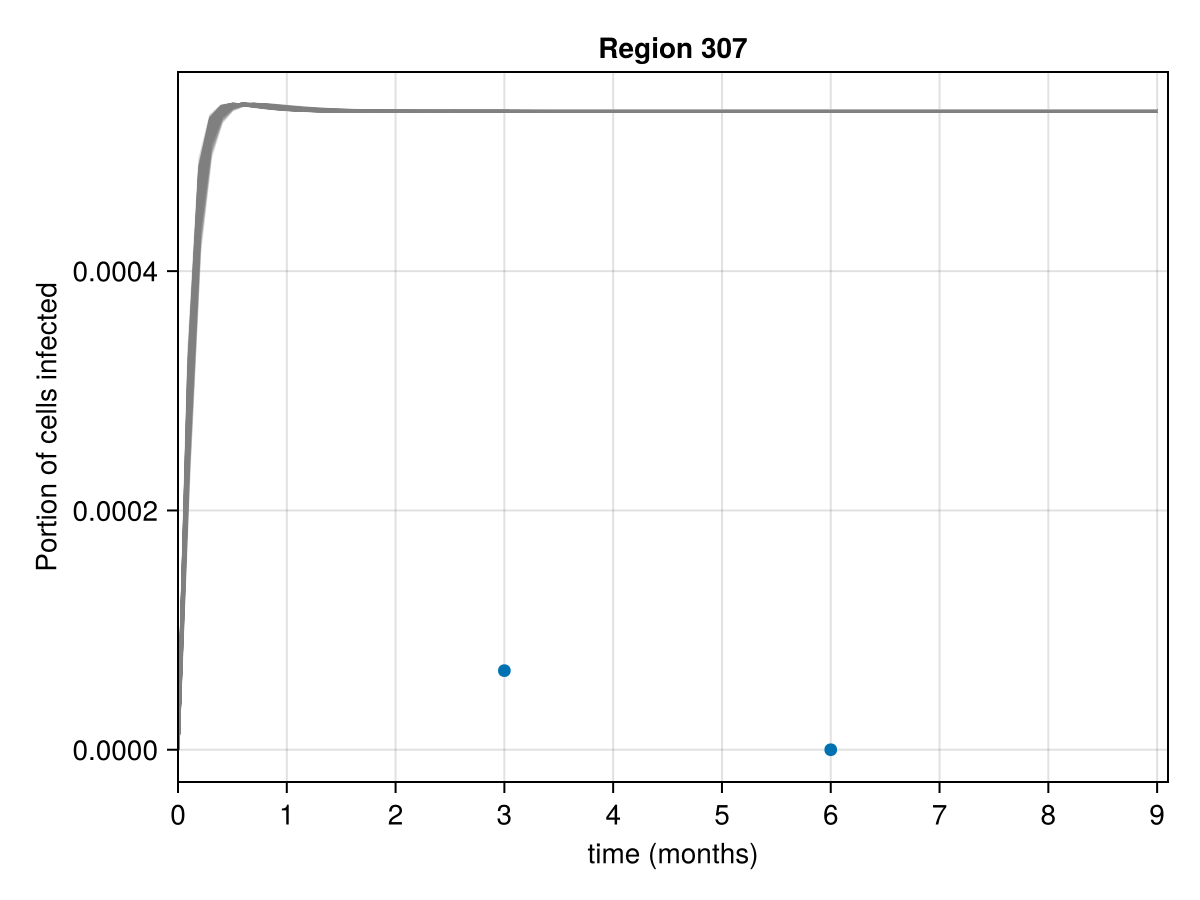 Region 307
Portion of cells infected
0.0004
0.0002
0.0000
0 1 2 3 4 5 6 7 8 9
time (months)